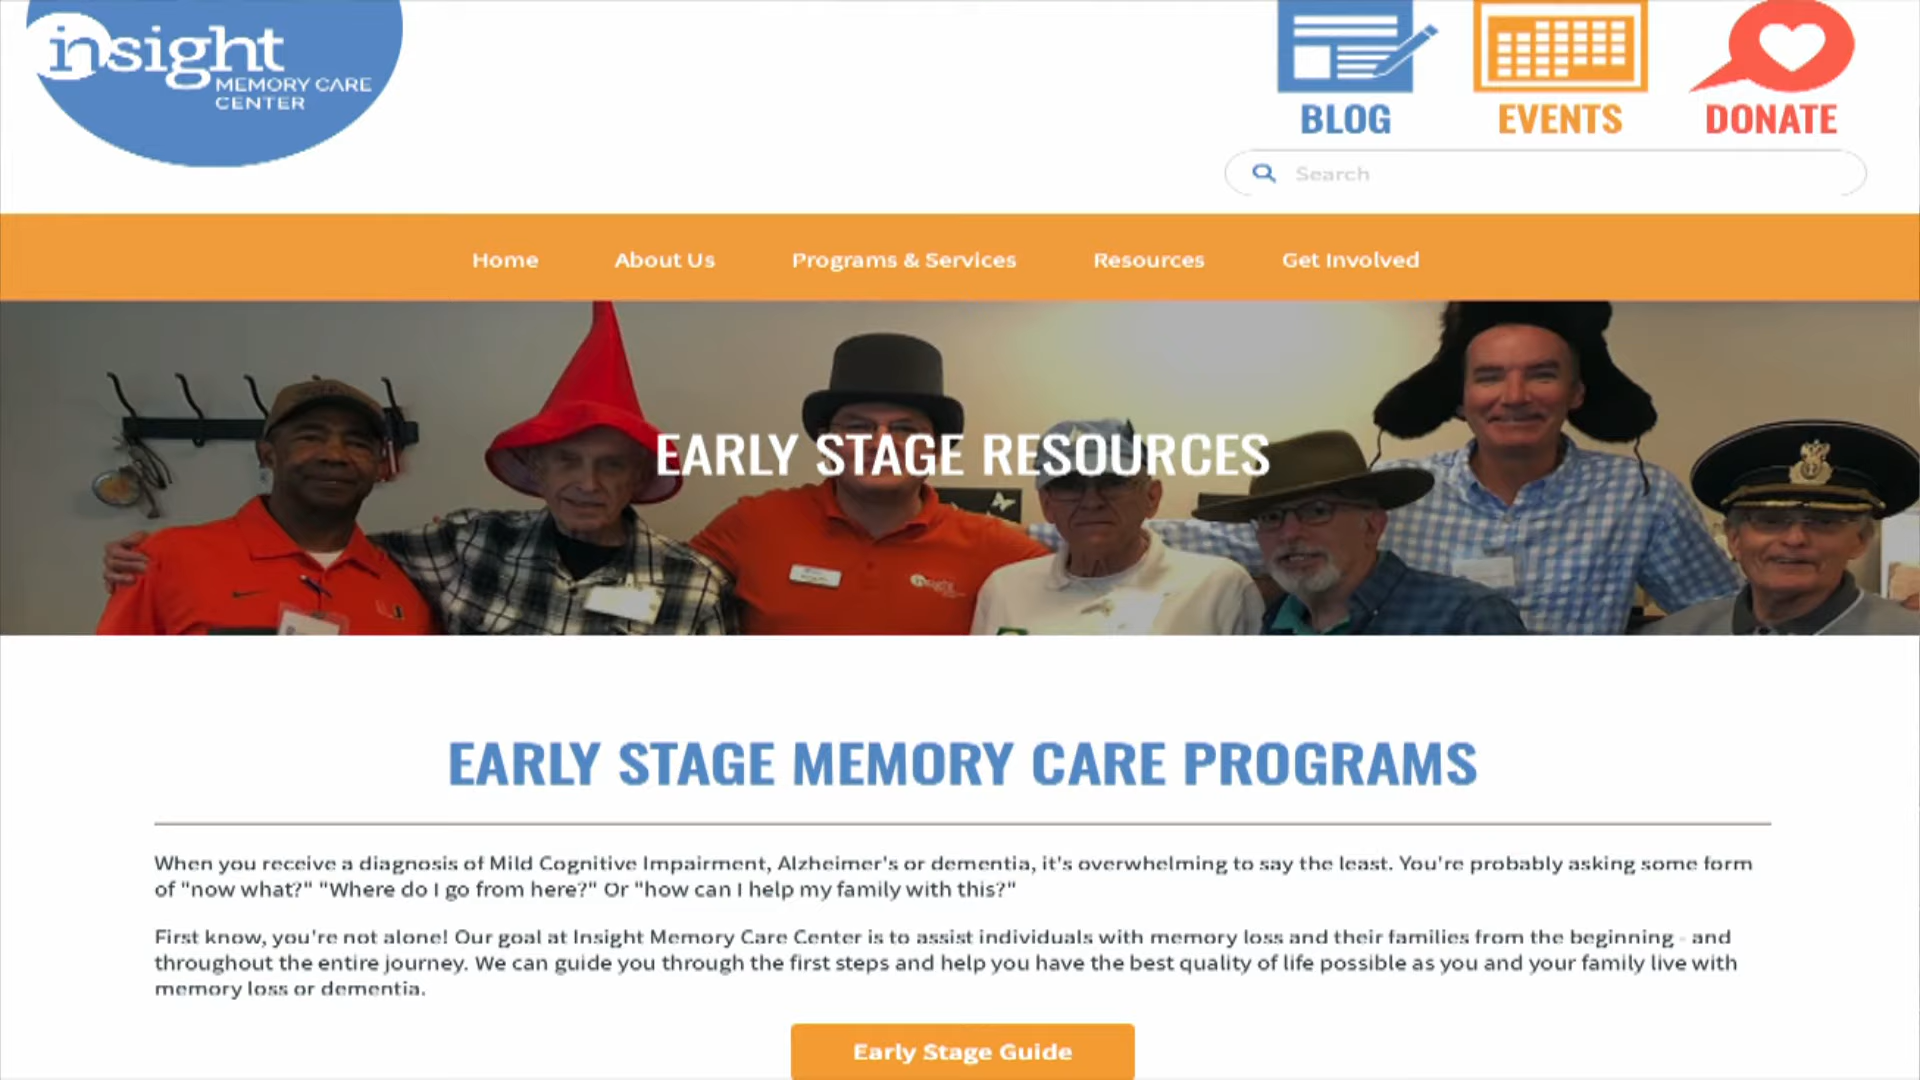 insight
MEMORY CARE
CENTER
BLOG
EVENTS
DONATE
Search
Home
About Us
Programs & Services
Resources
Get Involved
EARLY STAGE RESOURCES
insight
EARLY STAGE MEMORY CARE PROGRAMS
When you receive a diagnosis of Mild Cognitive Impairment, Alzheimer's or dementia, it's overwhelming to say the least. You're probably asking some form
of "now what?" "Where do I go from here?" Or "how can I help my family with this?"
First know, you're not alone! Our goal at Insight Memory Care Center is to assist individuals with memory loss and their families from the beginning - and
throughout the entire journey. We can guide you through the first steps and help you have the best quality of life possible as you and your family live with
memory loss or dementia.
Early Stage Guide